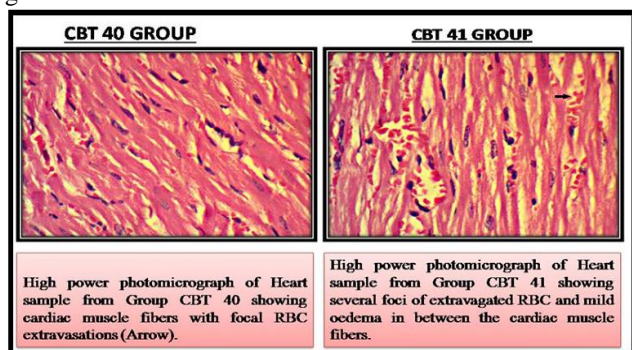 CBT 40 GROUP
CBT 41 GROUP
High power photomicrograph of Heart
sample from Group CBT 40 showing
cardiac muscle fibers with focal RBC
extravasations (Arrow).
High power photomicrograph of Heart
sample from Group CBT 41 showing
several foci of extravagated RBC and mild
oedema in between the cardiac muscle
fibers.